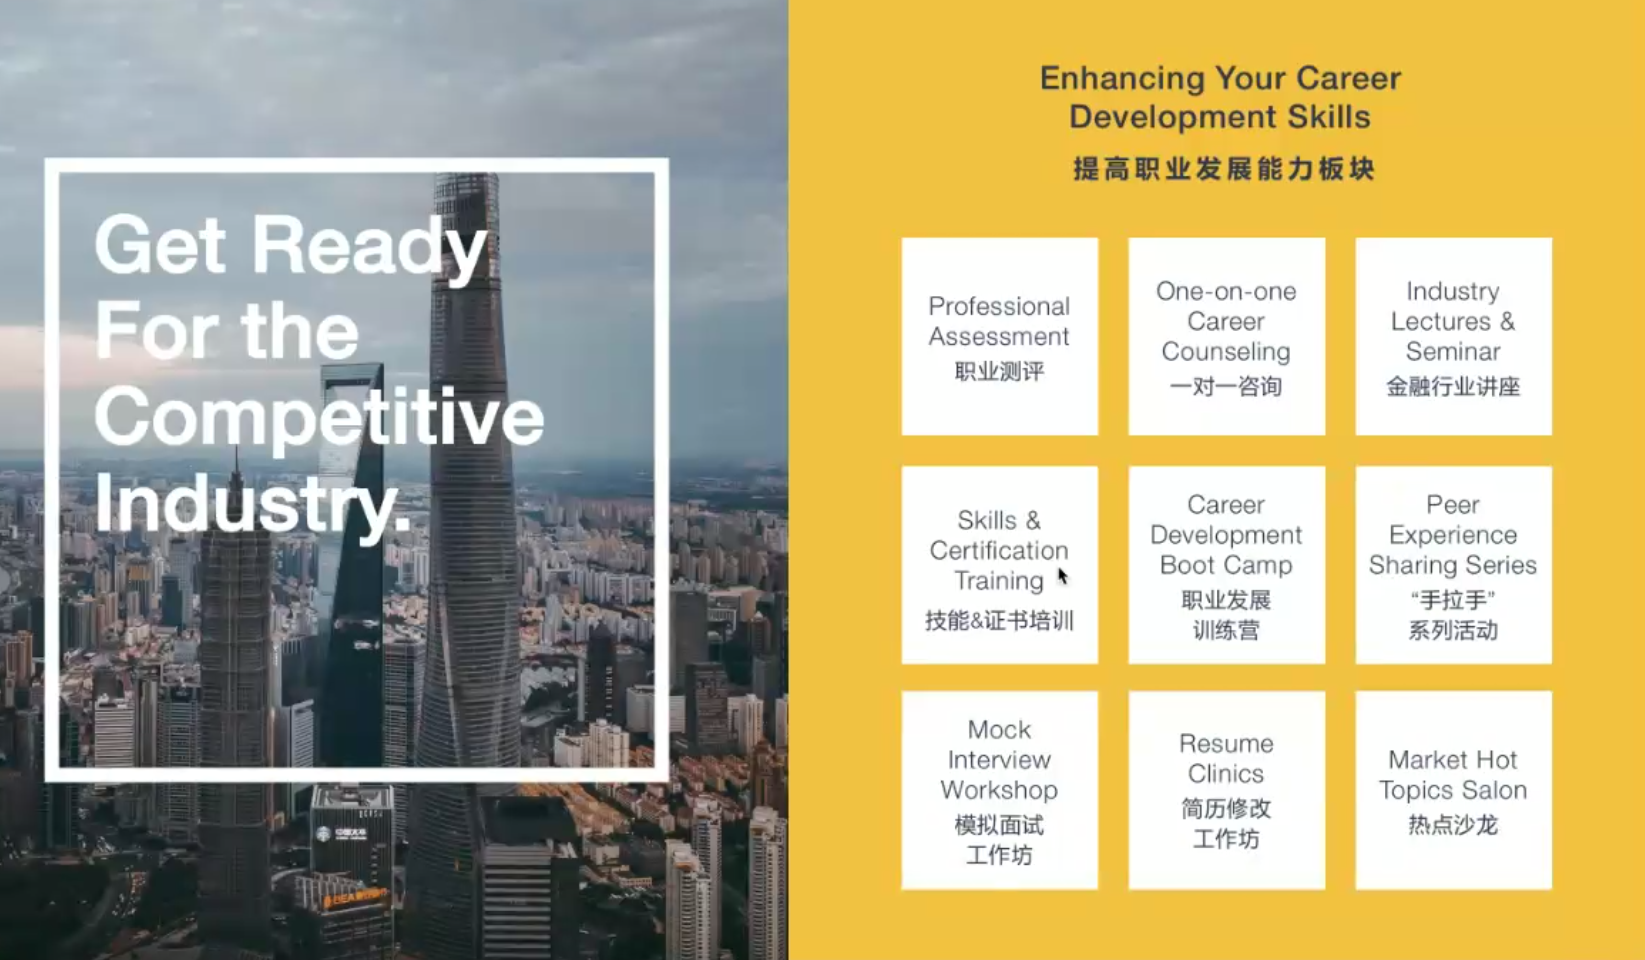 Get Ready
For the
Competitive
Industry.
Enhancing Your Career
Development Skills
提高职业发展能力板块
Professional
Assessment
职业测评
One-on-one
Career
Counseling
一对一咨询
Industry
Lectures &
Seminar
金融行业讲座
Skills &
Certification
Training
技能&证书培训
Career
Development
Boot Camp
职业发展
训练营
Peer
Experience
Sharing Series
“手拉手”
系列活动
Mock
Interview
Workshop
模拟面试
工作坊
Resume
Clinics
简历修改
工作坊
Market Hot
Topics Salon
热点沙龙